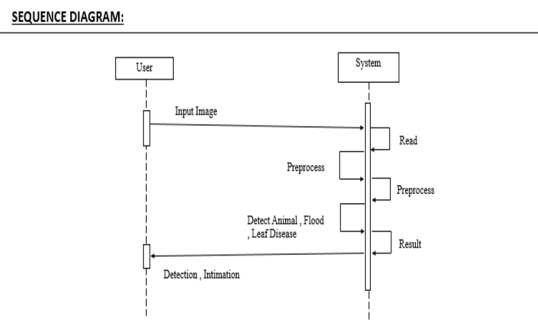 SEQUENCE DIAGRAM:
User
System
Input Image
Read
Preprocess
Preprocess
Detect Animal , Flood
, Leaf Disease
Result
Detection , Intimation